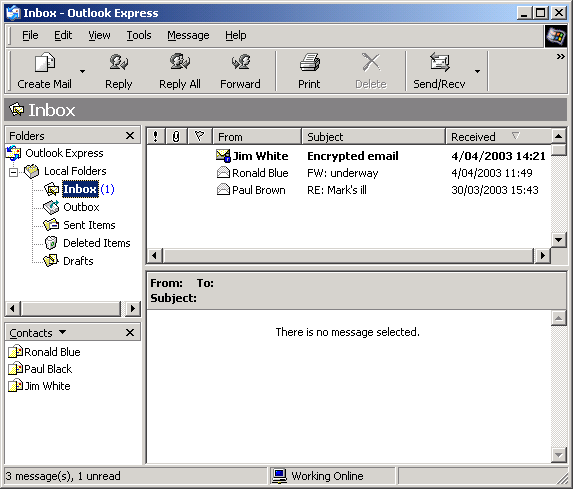 Inbox - Outlook Express
File Edit View Tools Message Help
Create Mail Reply Reply All Forward Print Delete Send/Recv »
Inbox
Folders
Outlook Express
Local Folders
Inbox (1)
Outbox
Sent Items
Deleted Items
Drafts
Contacts
Ronald Blue
Paul Black
Jim White
! From Subject Received
Jim White Encrypted email 4/04/2003 14:21
Ronald Blue FW: underway 4/04/2003 11:49
Paul Brown RE: Mark's ill 30/03/2003 15:43
From: To:
Subject:
There is no message selected.
3 message(s), 1 unread Working Online